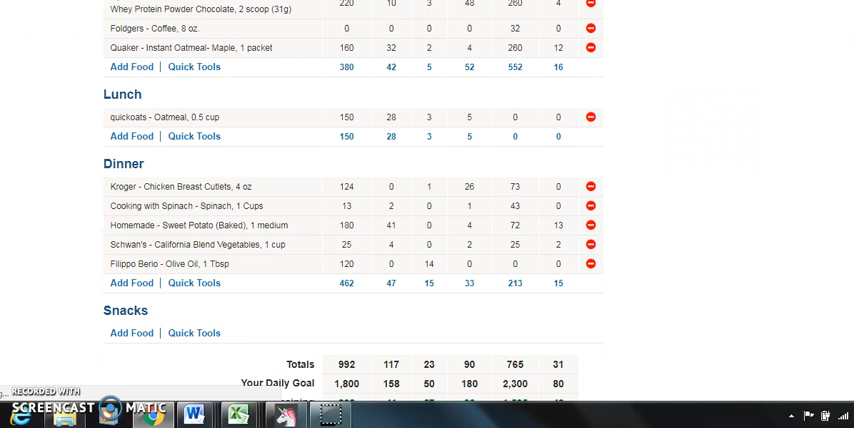 220 10 3 48 260 4
Whey Protein Powder Chocolate, 2 scoop (31g)
Foldgers - Coffee, 8 oz. 0 0 0 0 32 0
Quaker - Instant Oatmeal- Maple, 1 packet 160 32 2 4 260 12
Add Food | Quick Tools 380 42 5 52 552 16
Lunch
quickoats - Oatmeal, 0.5 cup 150 28 3 5 0 0
Add Food | Quick Tools 150 28 3 5 0 0
Dinner
Kroger - Chicken Breast Cutlets, 4 oz 124 0 1 26 73 0
Cooking with Spinach - Spinach, 1 Cups 13 2 0 1 43 0
Homemade - Sweet Potato (Baked), 1 medium 180 41 0 4 72 13
Schwan's - California Blend Vegetables, 1 cup 25 4 0 2 25 2
Filippo Berio - Olive Oil, 1 Tbsp 120 0 14 0 0 0
Add Food | Quick Tools 462 47 15 33 213 15
Snacks
Add Food | Quick Tools
Totals 992 117 23 90 765 31
Your Daily Goal 1,800 158 50 180 2,300 80
RECORDED WITH
SCREENCAST MATIC